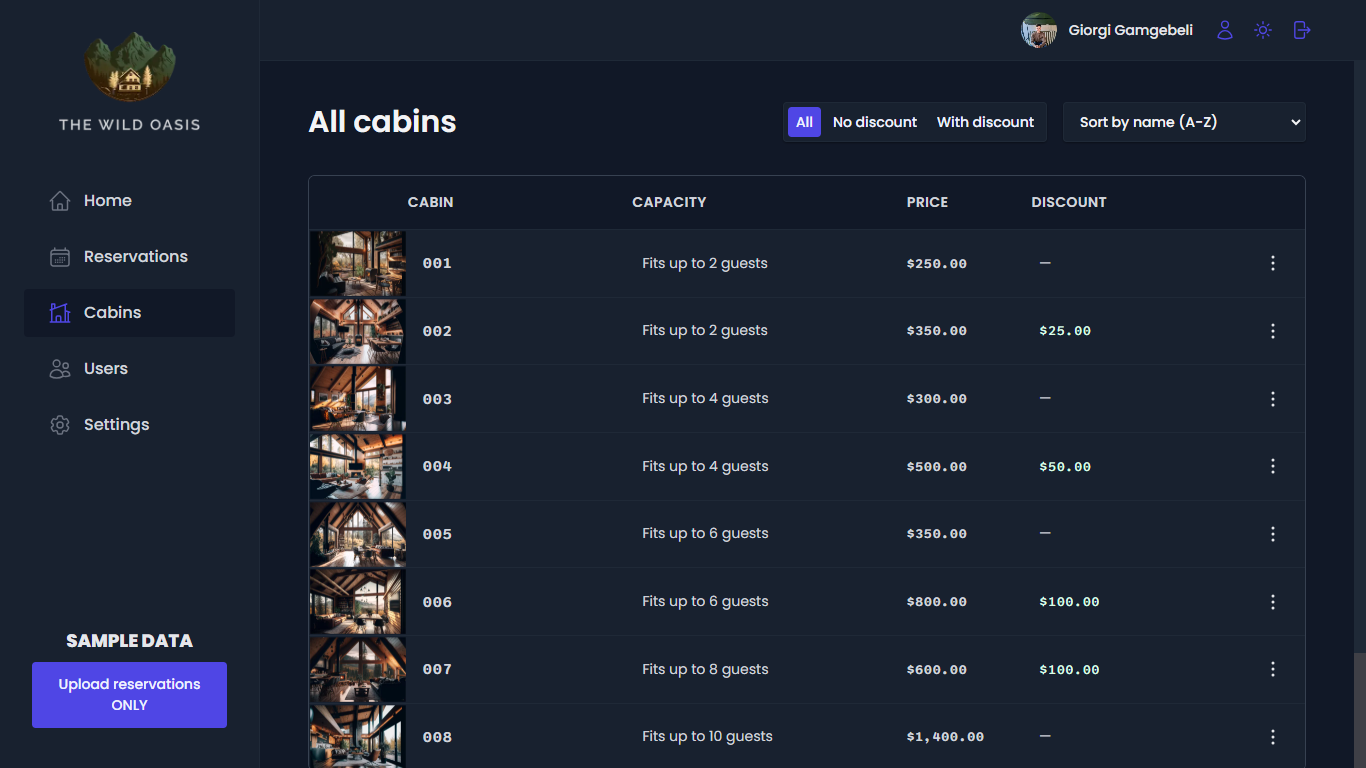 THE WILD OASIS
Home
Reservations
Cabins
Users
Settings
SAMPLE DATA
Upload reservations
ONLY
Giorgi Gamgebeli
All cabins
All No discount With discount Sort by name (A-Z)
CABIN CAPACITY PRICE DISCOUNT
001 Fits up to 2 guests $250.00 —
002 Fits up to 2 guests $350.00 $25.00
003 Fits up to 4 guests $300.00 —
004 Fits up to 4 guests $500.00 $50.00
005 Fits up to 6 guests $350.00 —
006 Fits up to 6 guests $800.00 $100.00
007 Fits up to 8 guests $600.00 $100.00
008 Fits up to 10 guests $1,400.00 —